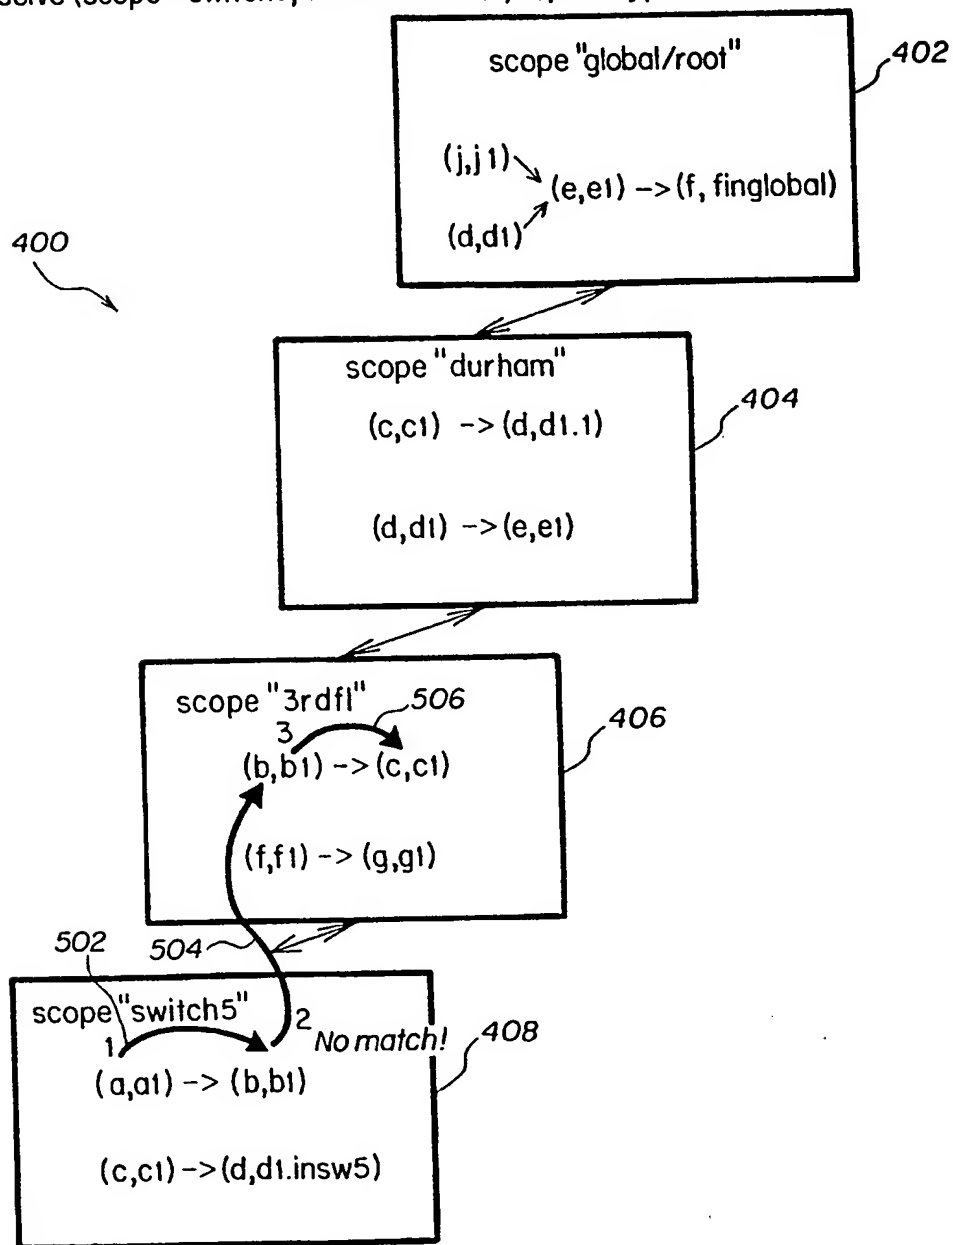 scope "global/root"
402
(j,j1)
(e,e1) -> (f, finglobal)
(d,d1)
400
scope "durham"
404
(c,c1) -> (d,d1.1)
(d,d1) -> (e,e1)
scope "3rdfl"
506
406
3
(b,b1) -> (c,c1)
(f,f1) -> (g,g1)
502
504
scope "switch5"
2
No match!
408
1
(a,a1) -> (b,b1)
(c,c1) -> (d,d1.insw5)